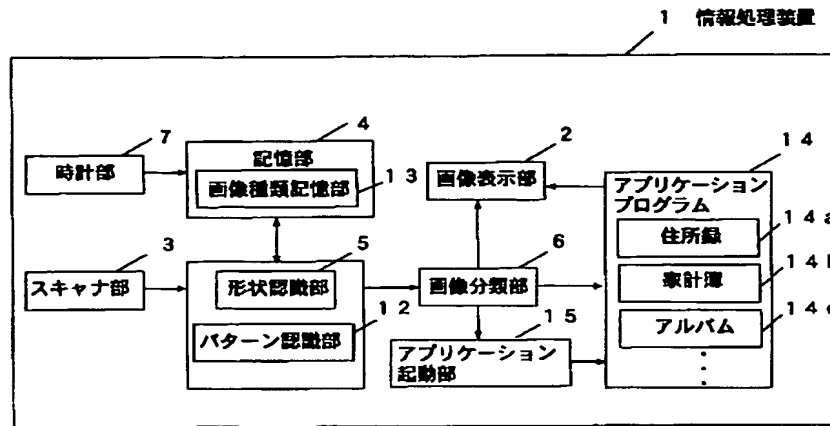 1 情報処理装置
7
4
2
14
時計部
記憶部
画像種類記憶部
13
画像表示部
アプリケーション
プログラム
14a
住所録
3
5
6
スキャナ部
形状認識部
画像分類部
家計簿
12
15
パターン認識部
アプリケーション
起動部
アルバム